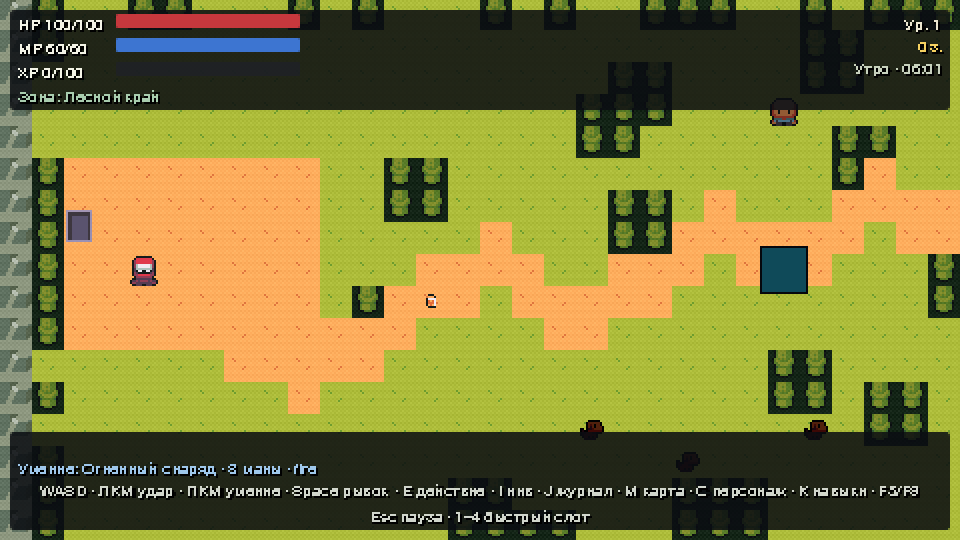 HP 100/100
Ур. 1
MP 60/60
0 з.
XP 0/100
Утро · 06:01
Зона: Лесной край
Умение: Огненный снаряд · 8 маны · fire
WASD · ЛКМ удар · ПКМ умение · Space рывок · E действие · I инв · J журнал · M карта · C персонаж · K навыки · F5/F9
Esc пауза · 1–4 быстрый слот